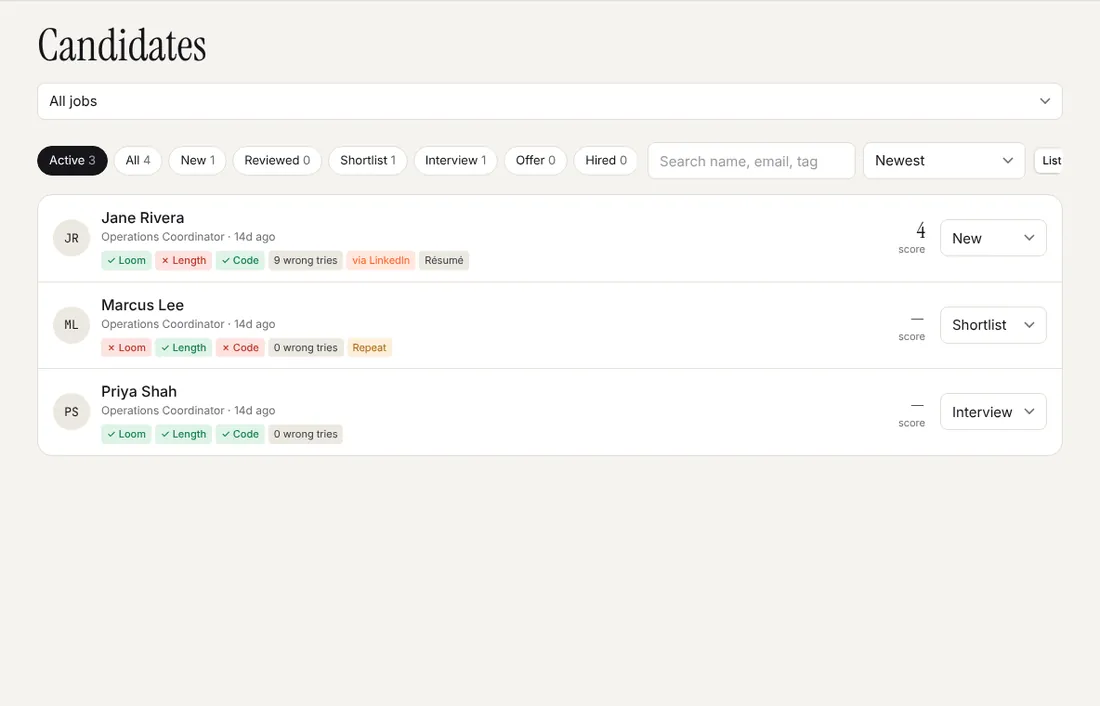 Candidates
All jobs
Active 3 All 4 New 1 Reviewed 0 Shortlist 1 Interview 1 Offer 0 Hired 0 Search name, email, tag Newest List
JR Jane Rivera
Operations Coordinator · 14d ago
✓ Loom × Length ✓ Code 9 wrong tries via LinkedIn Résumé
4
score
New
ML Marcus Lee
Operations Coordinator · 14d ago
× Loom ✓ Length × Code 0 wrong tries Repeat
—
score
Shortlist
PS Priya Shah
Operations Coordinator · 14d ago
✓ Loom ✓ Length ✓ Code 0 wrong tries
—
score
Interview